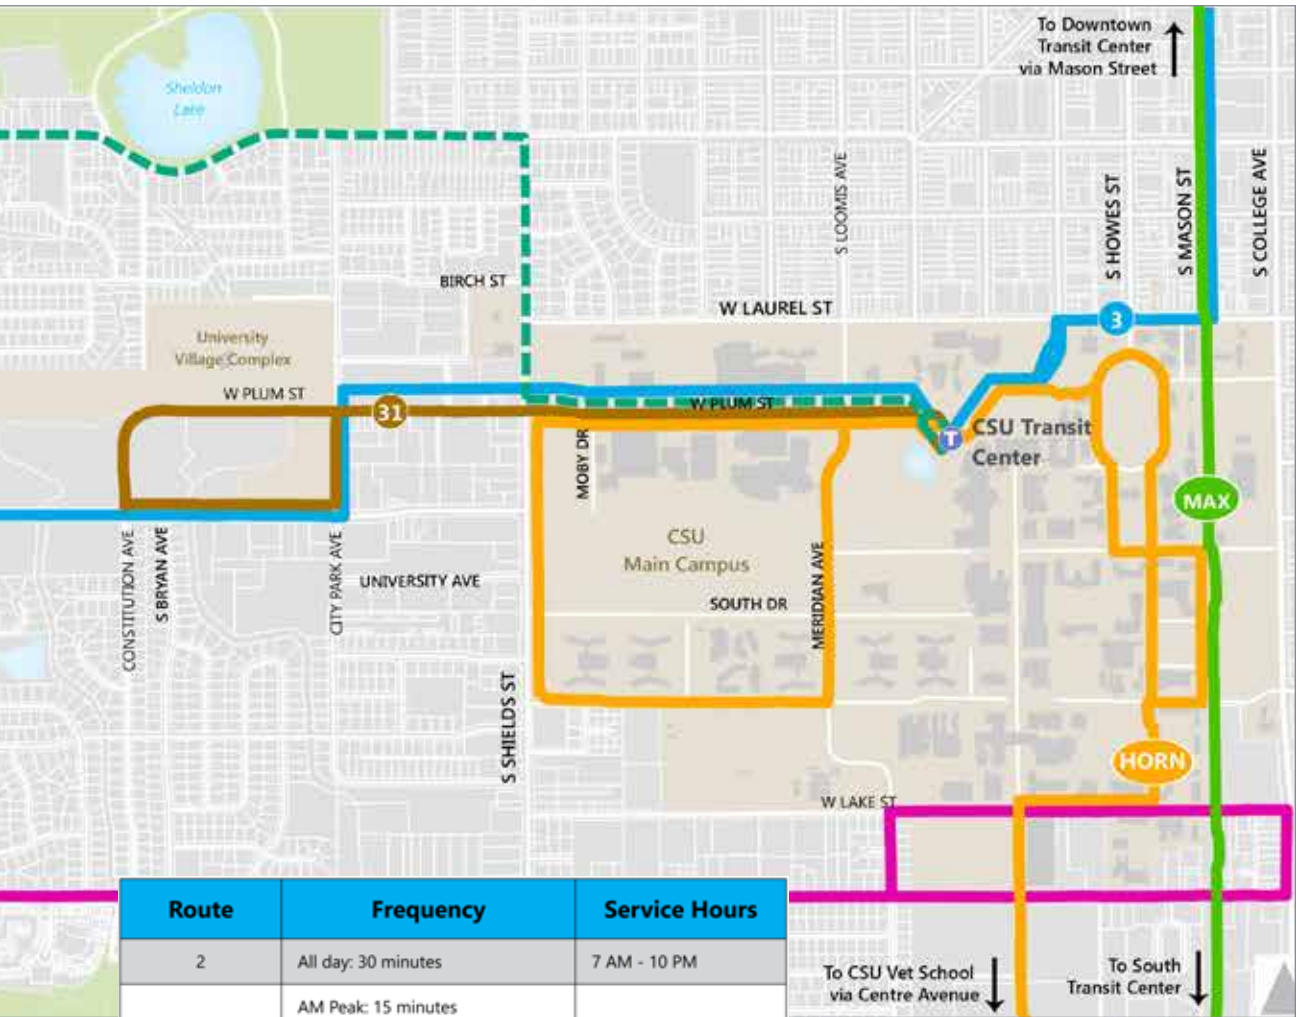 To Downtown
Transit Center
via Mason Street
Sheldon
Lake
S LOOMIS AVE
S HOWES ST
S MASON ST
S COLLEGE AVE
BIRCH ST
W LAUREL ST
3
University
Village Complex
W PLUM ST
31
W PLUM ST
T
CSU Transit
Center
MOBY DR
MAX
CSU
Main Campus
CONSTITUTION AVE
S BRYAN AVE
CITY PARK AVE
UNIVERSITY AVE
SOUTH DR
MERIDIAN AVE
S SHIELDS ST
HORN
W LAKE ST
Route
Frequency
Service Hours
2
All day: 30 minutes
7 AM - 10 PM
AM Peak: 15 minutes
To CSU Vet School
via Centre Avenue
To South
Transit Center